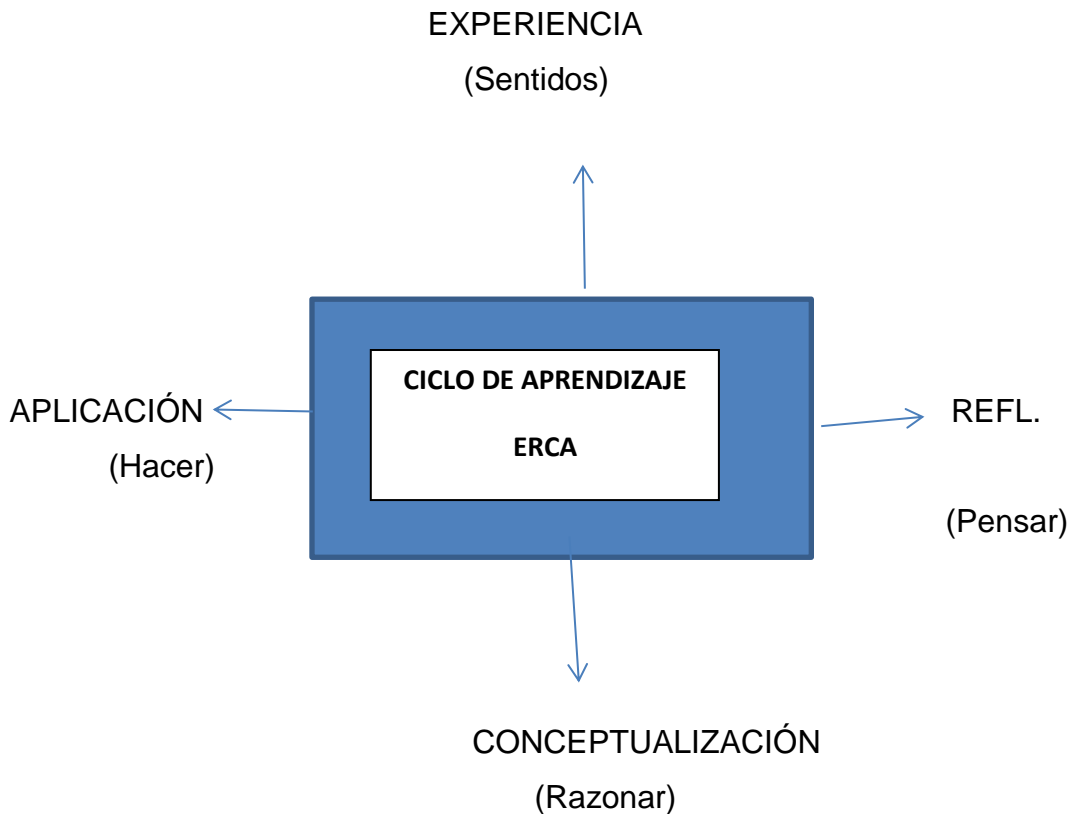 EXPERIENCIA
(Sentidos)
CICLO DE APRENDIZAJE
ERCA
APLICACIÓN
(Hacer)
REFL.
(Pensar)
CONCEPTUALIZACIÓN
(Razonar)